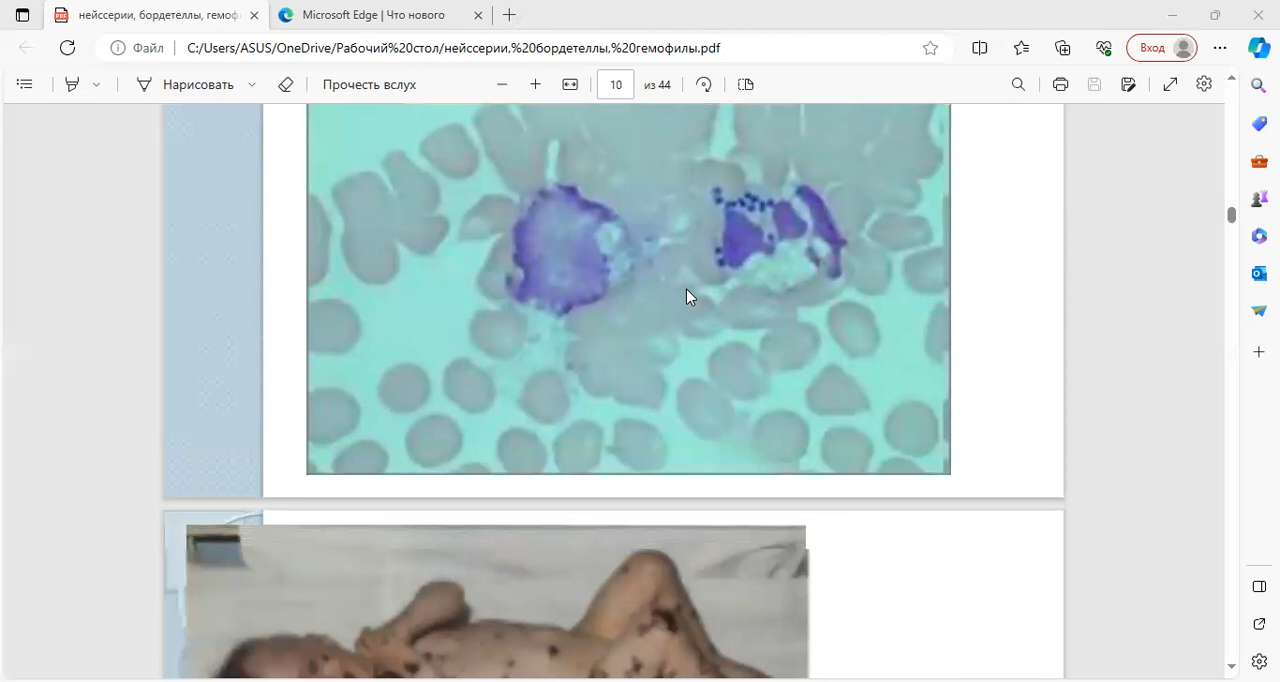 нейссерии, бордетеллы, гемоф
Microsoft Edge | Что нового
Файл
C:/Users/ASUS/OneDrive/Рабочий%20стол/нейссерии,%20бордетеллы,%20гемофилы.pdf
Вход
Нарисовать
Прочесть вслух
10
из 44